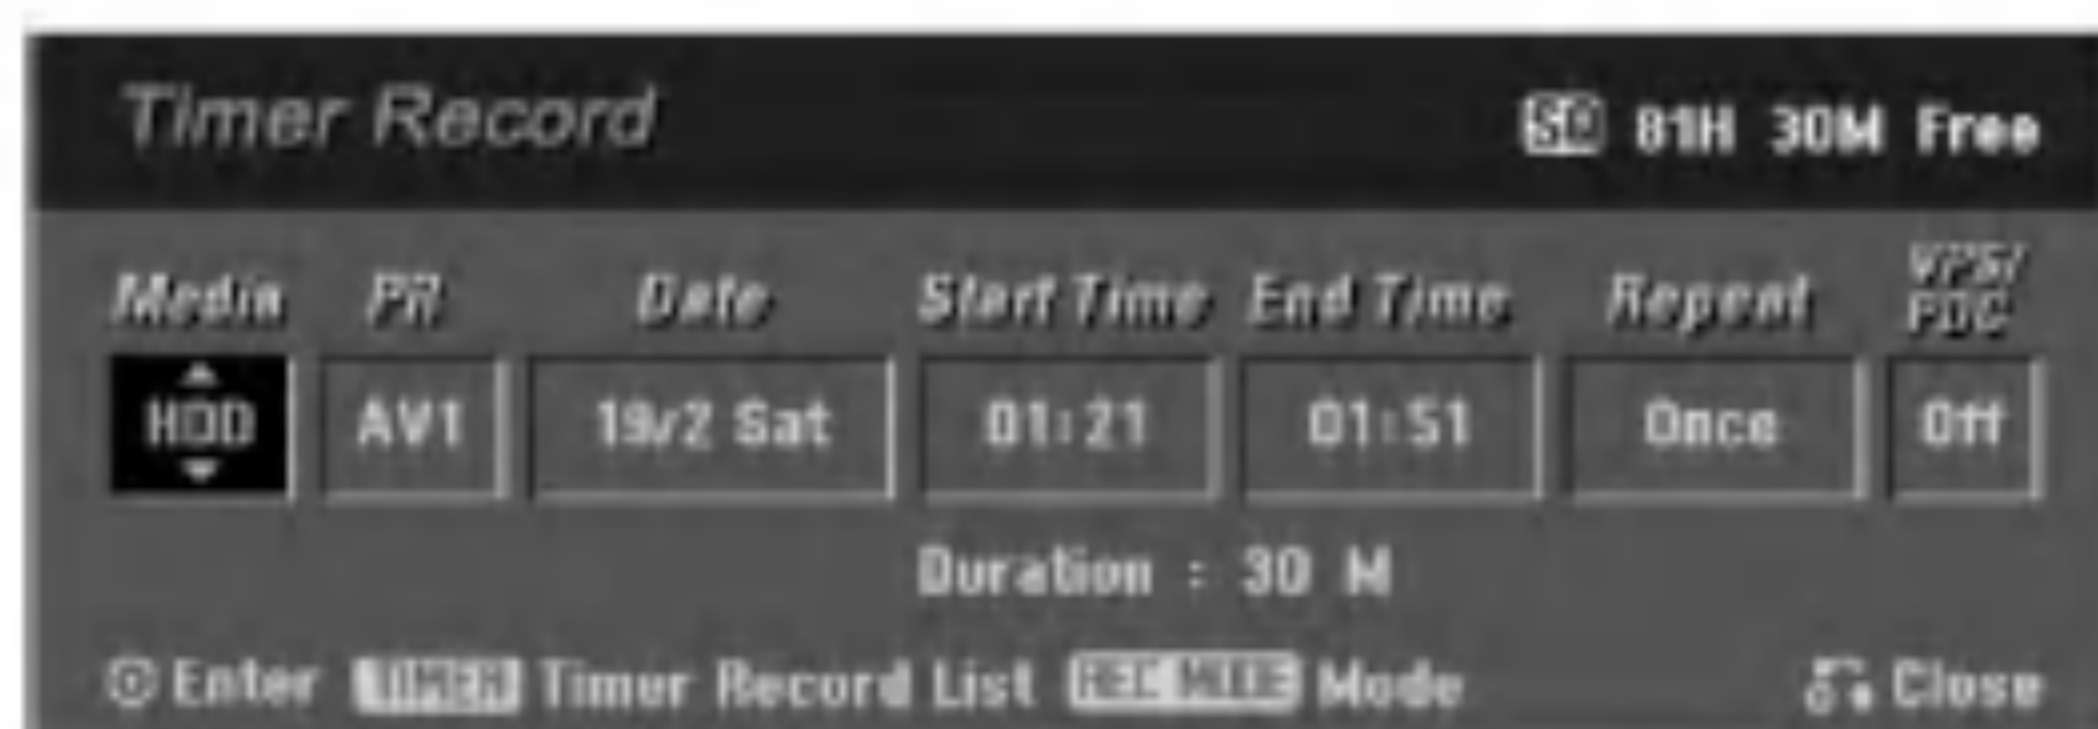 Timer Record
SQ 81H 30M Free
Media PR Date Start Time End Time Repeat VPS/
PDC
HDD AV1 19/2 Sat 01:21 01:51 Once Off
Duration : 30 M
Enter TIMER Timer Record List REC MODE Mode Close